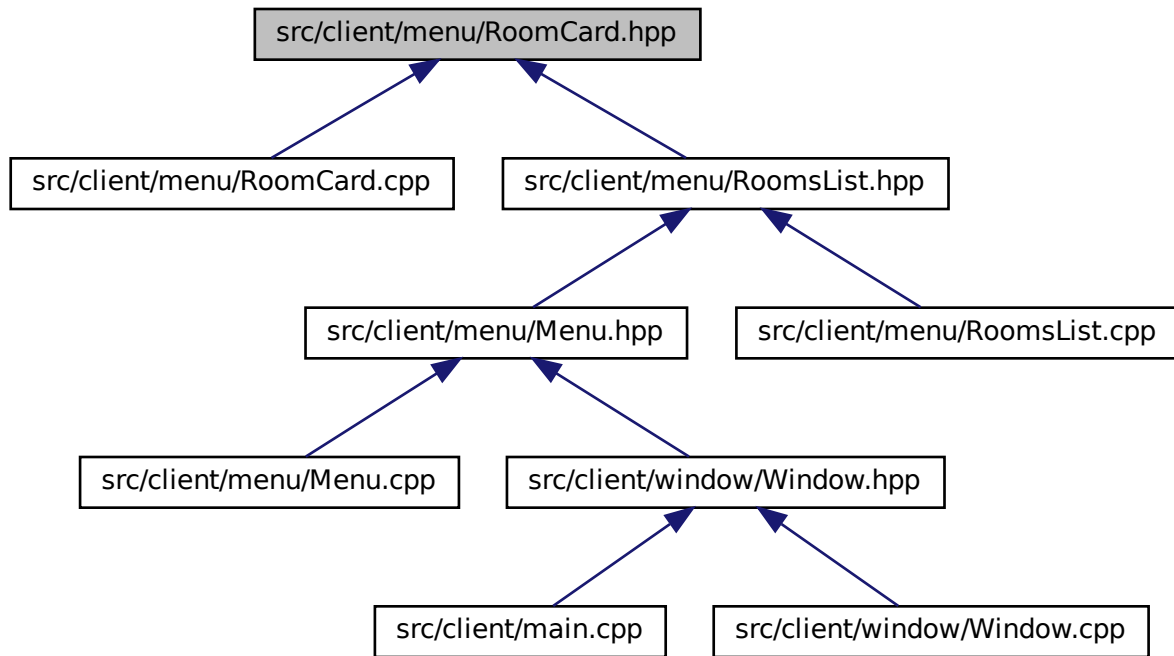 src/client/menu/RoomCard.hpp
src/client/menu/RoomCard.cpp
src/client/menu/RoomsList.hpp
src/client/menu/Menu.hpp
src/client/menu/RoomsList.cpp
src/client/menu/Menu.cpp
src/client/window/Window.hpp
src/client/main.cpp
src/client/window/Window.cpp